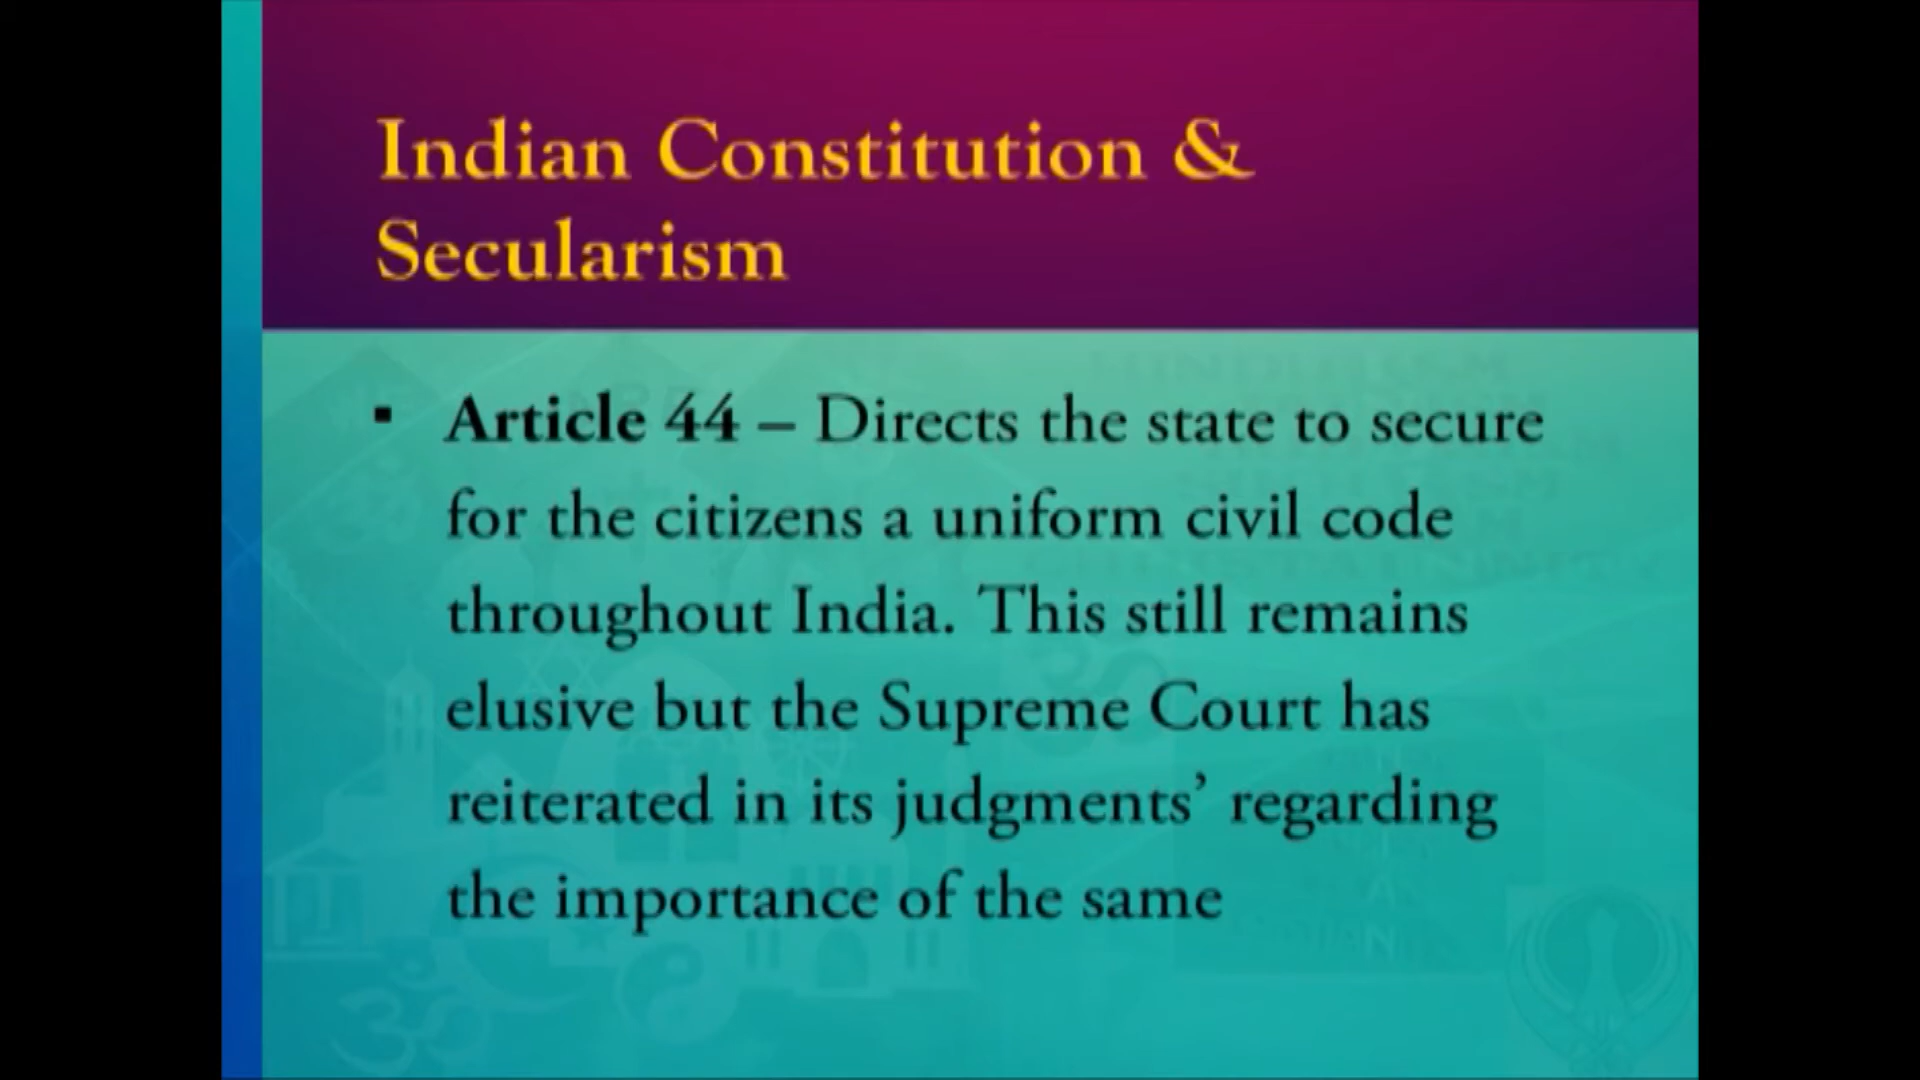 Indian Constitution &
Secularism
▪ Article 44 – Directs the state to secure
for the citizens a uniform civil code
throughout India. This still remains
elusive but the Supreme Court has
reiterated in its judgments’ regarding
the importance of the same